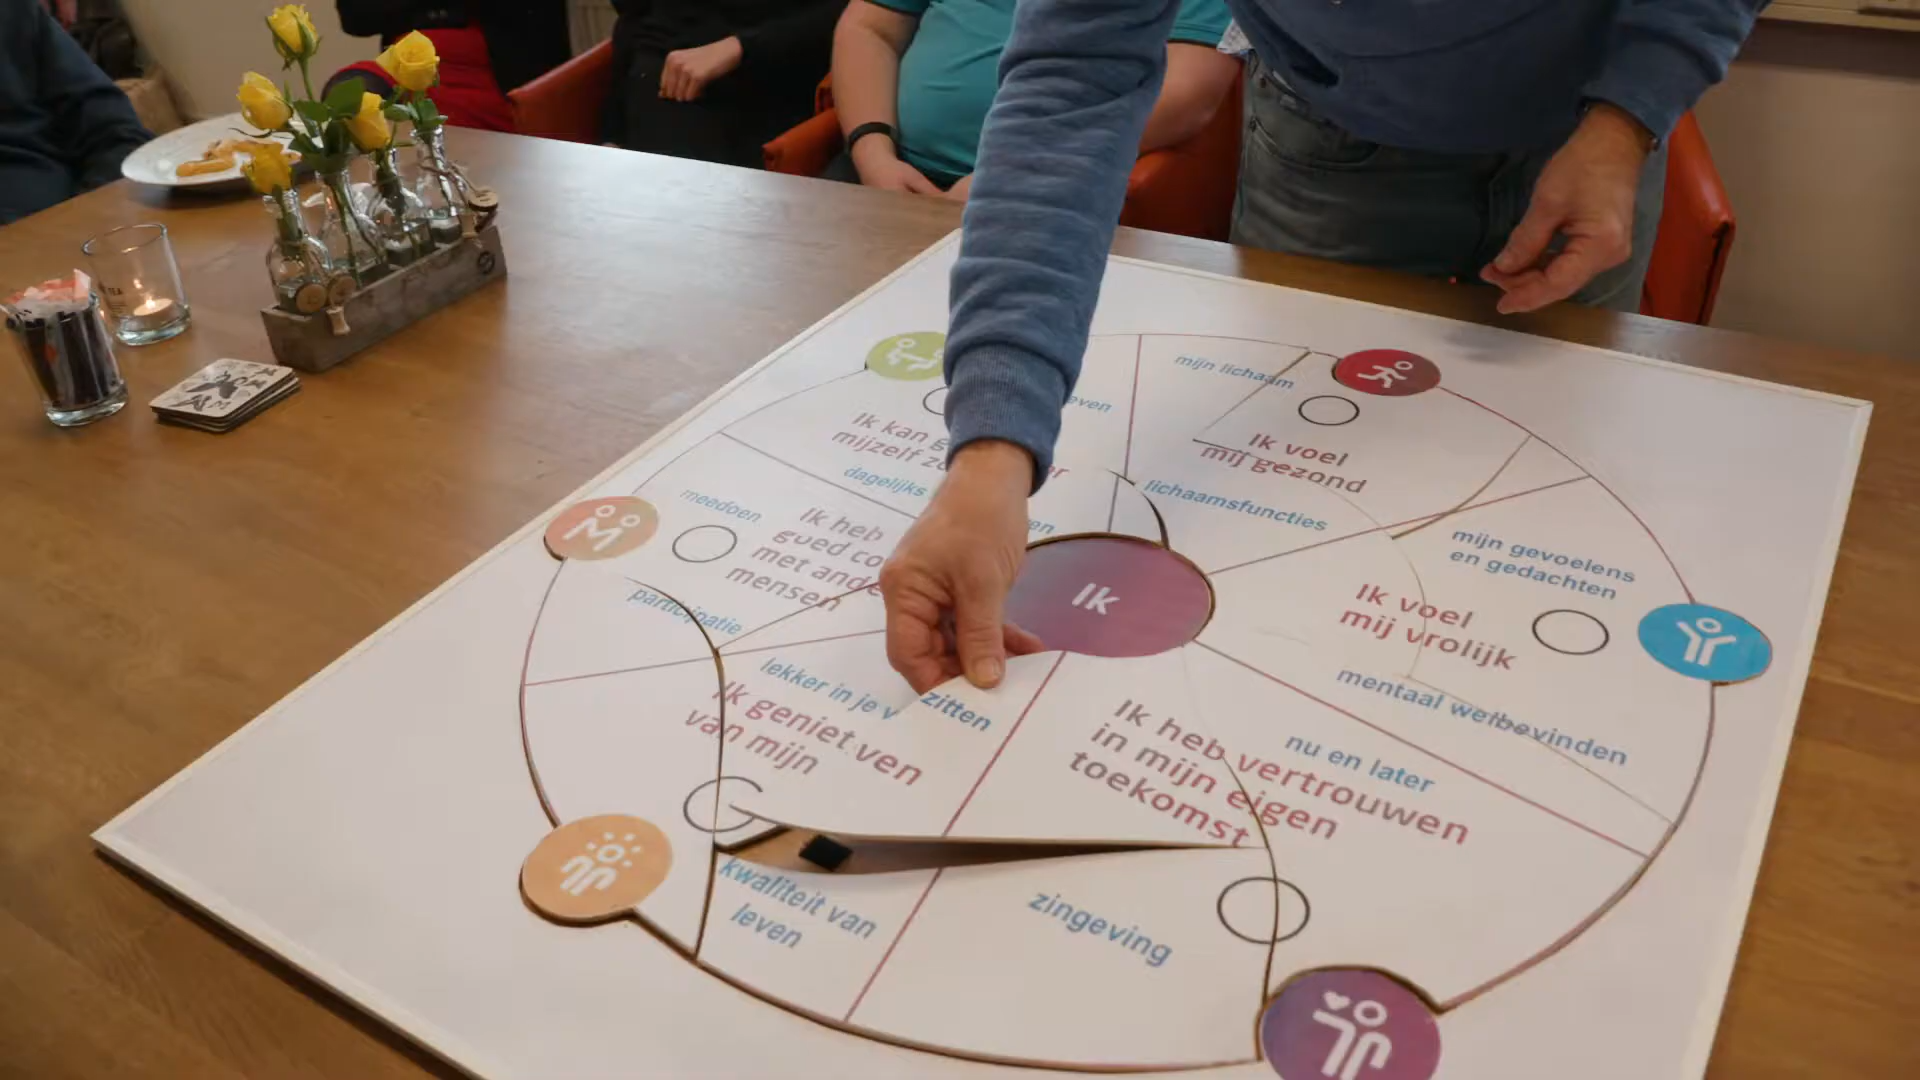 mijn lichaam
Ik voel
mij gezond
lichaamsfuncties
mijn gevoelens
en gedachten
Ik voel
mij vrolijk
mentaal welbevinden
Ik kan g
mijzelf zo
dagelijks
meedoen
Ik heb
goed co
met ande
mensen
participatie
Ik
lekker in je v zitten
Ik geniet ven
van mijn
kwaliteit van
leven
nu en later
Ik heb vertrouwen
in mijn eigen
toekomst
zingeving